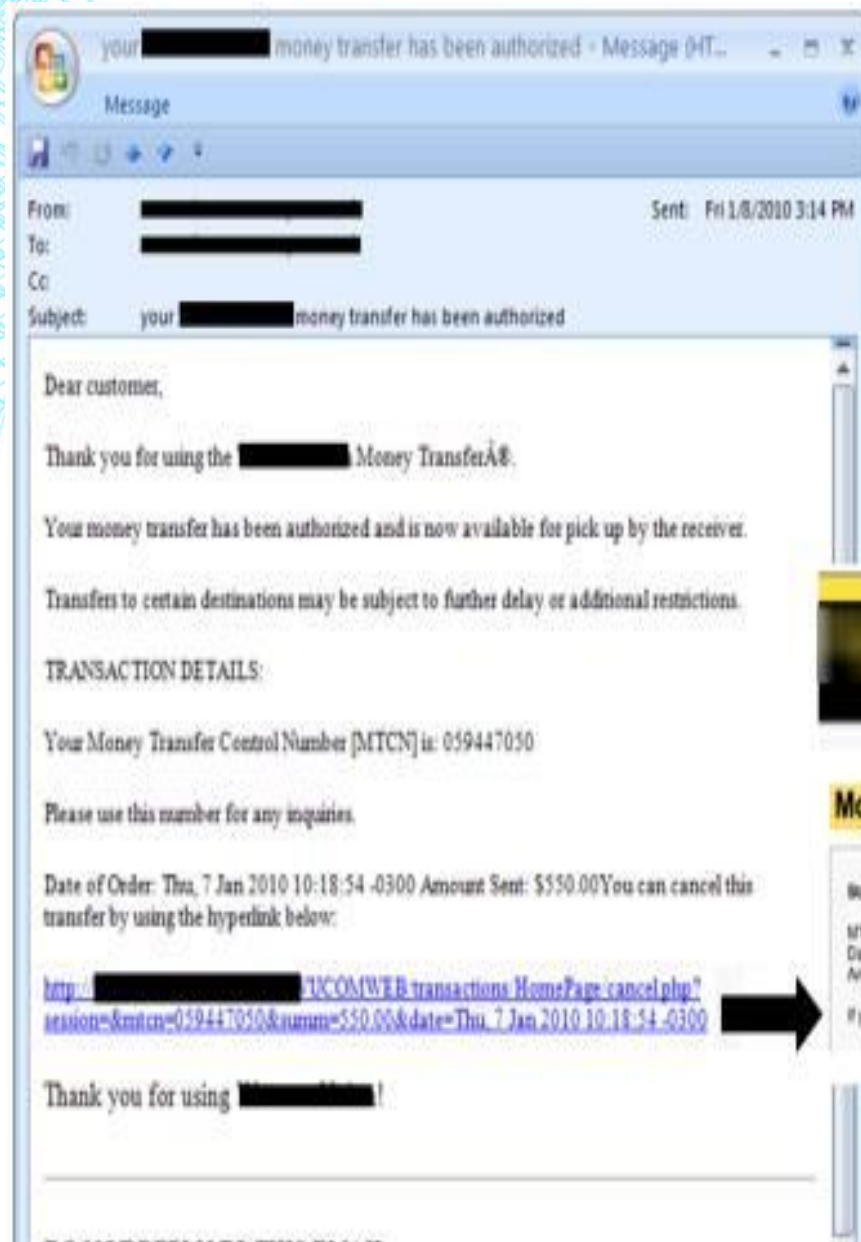 your money transfer has been authorized - Message (HT...
Message
From:
Sent: Fri 1/8/2010 3:14 PM
To:
Cc:
Subject: your money transfer has been authorized
Dear customer,
Thank you for using the Money TransferÂ®.
Your money transfer has been authorized and is now available for pick up by the receiver.
Transfers to certain destinations may be subject to further delay or additional restrictions.
TRANSACTION DETAILS:
Your Money Transfer Control Number [MTCN] is: 059447050
Please use this number for any inquiries.
Date of Order: Thu, 7 Jan 2010 10:18:54 -0300 Amount Sent: $550.00You can cancel this
transfer by using the hyperlink below:
http:// /UCOMWEB/transactions/HomePage/cancel.php?
session=&mtcn=059447050&summ=550.00&date=Thu, 7 Jan 2010 10:18:54 -0300
Thank you for using !